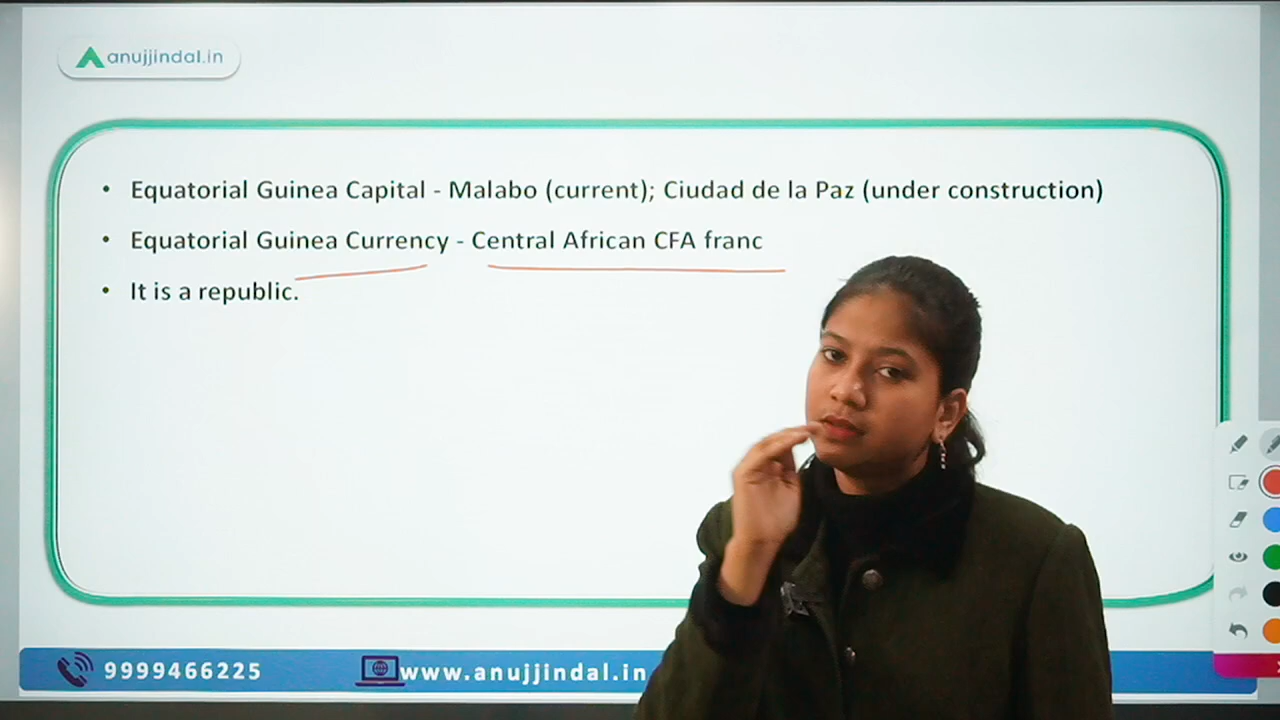 anujjindal.in
• Equatorial Guinea Capital - Malabo (current); Ciudad de la Paz (under construction)
• Equatorial Guinea Currency - Central African CFA franc
• It is a republic.
9999466225
www.anujjindal.in